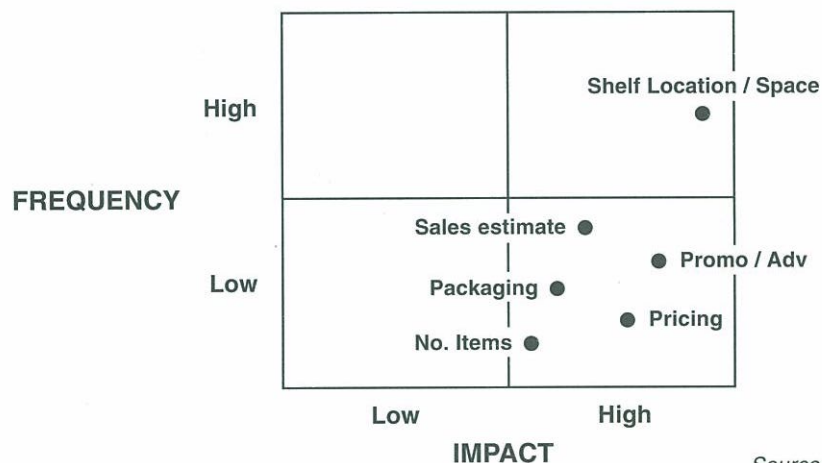 Shelf Location / Space
High
FREQUENCY
Sales estimate
Promo / Adv
Low
Packaging
Pricing
No. Items
Low
High
IMPACT